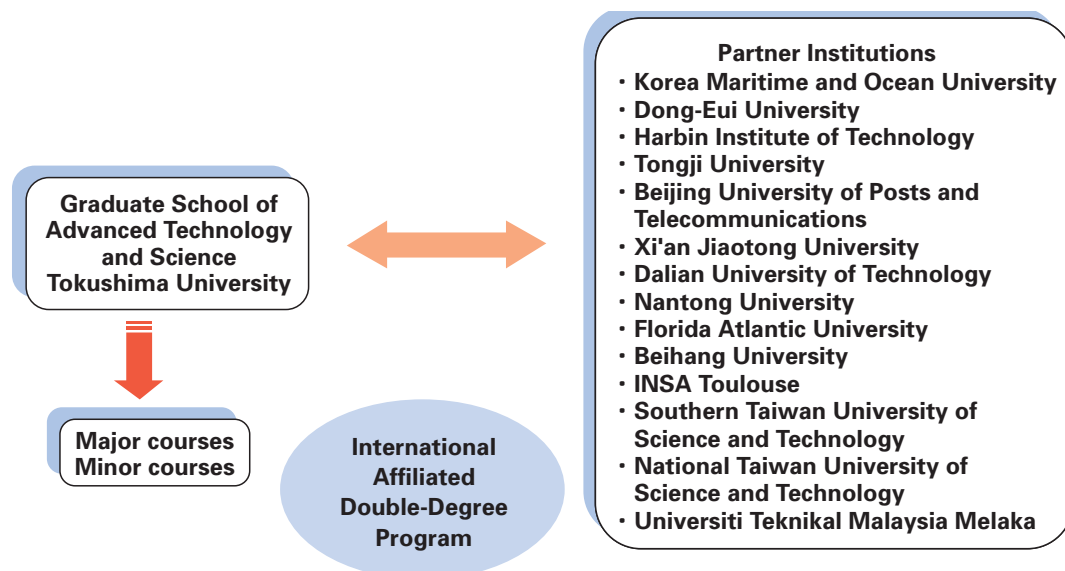 Graduate School of
Advanced Technology
and Science
Tokushima University
Major courses
Minor courses
International
Affiliated
Double-Degree
Program
Partner Institutions
・Korea Maritime and Ocean University
・Dong-Eui University
・Harbin Institute of Technology
・Tongji University
・Beijing University of Posts and
Telecommunications
・Xi'an Jiaotong University
・Dalian University of Technology
・Nantong University
・Florida Atlantic University
・Beihang University
・INSA Toulouse
・Southern Taiwan University of
Science and Technology
・National Taiwan University of
Science and Technology
・Universiti Teknikal Malaysia Melaka